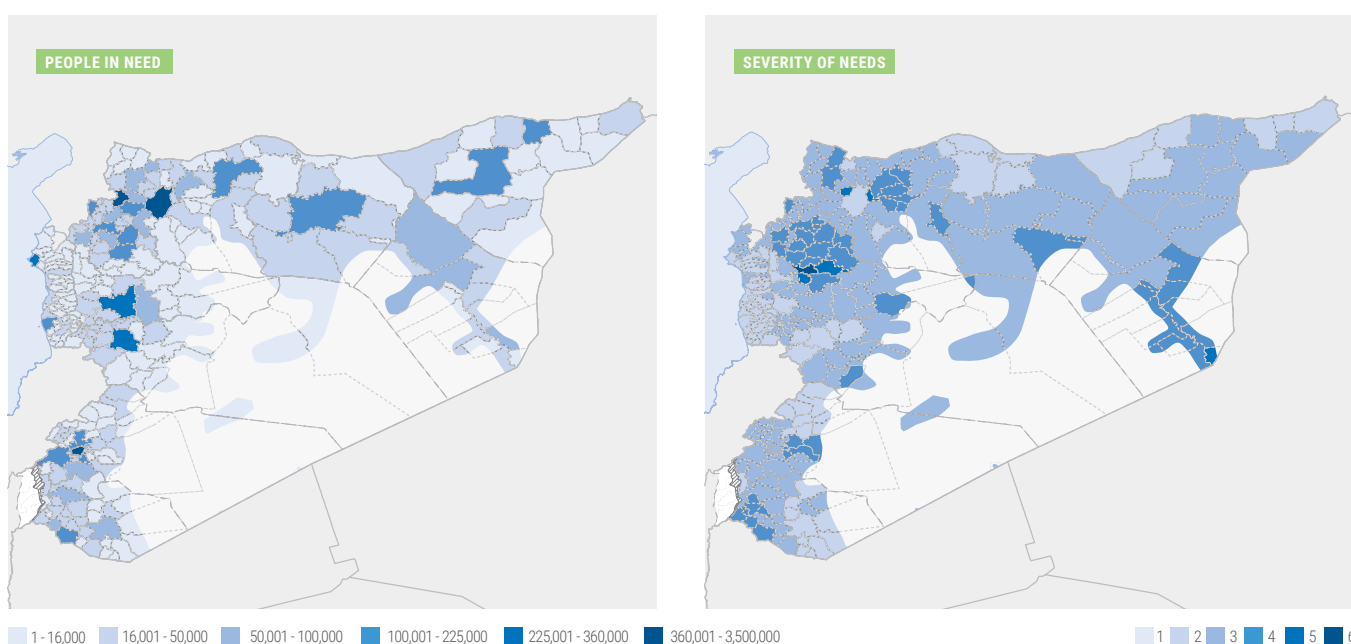 PEOPLE IN NEED
SEVERITY OF NEEDS
1 - 16,000 16,001 - 50,000 50,001 - 100,000 100,001 - 225,000 225,001 - 360,000 360,001 - 3,500,000
1 2 3 4 5 6